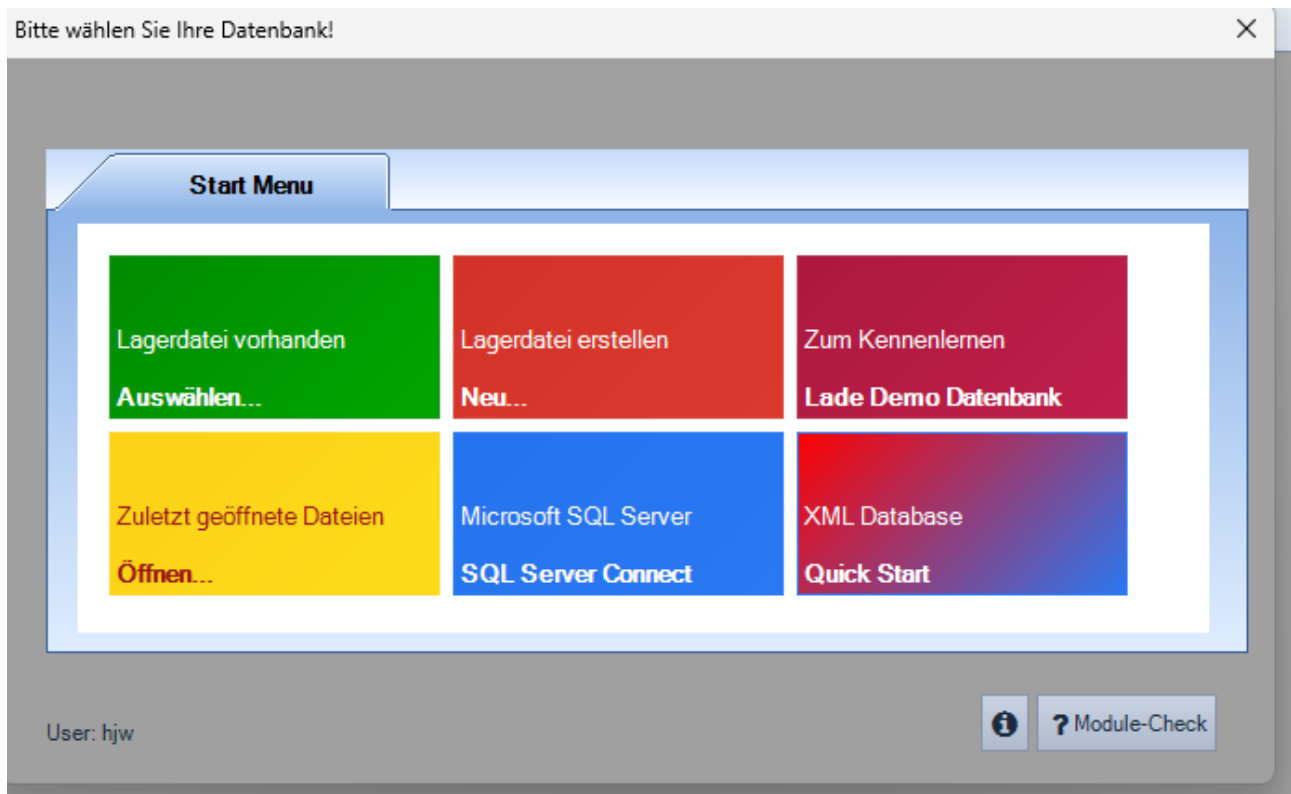 Bitte wählen Sie Ihre Datenbank!
Start Menu
Lagerdatei vorhanden
Auswählen...
Lagerdatei erstellen
Neu...
Zum Kennenlernen
Lade Demo Datenbank
Zuletzt geöffnete Dateien
Öffnen...
Microsoft SQL Server
SQL Server Connect
XML Database
Quick Start
User: hjw
? Module-Check